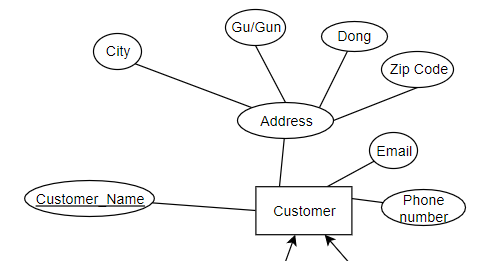 Gu/Gun
Dong
City
Zip Code
Address
Email
Customer_Name
Customer
Phone
number